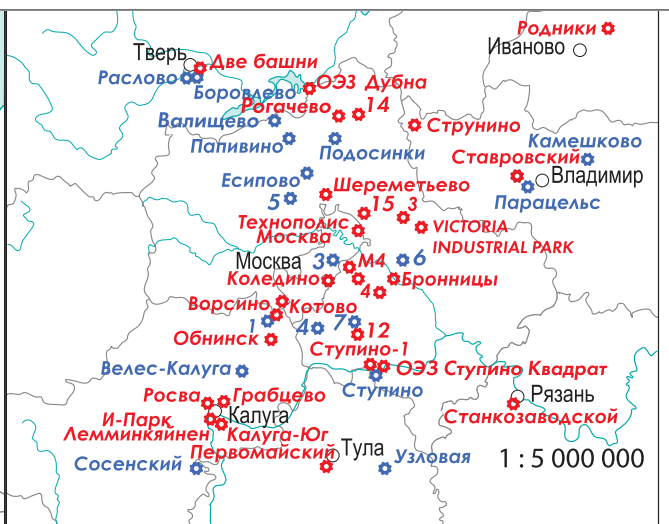 Родники
Иваново
Тверь
Две башни
Раслово
Боровлево
ОЭЗ Дубна
Рогачево
14
Валищево
Струнино
Папивино
Подосинки
Камешково
Ставровский
Есипово
Шереметьево
Владимир
5
15
3
Парацельс
Технополис
Москва
VICTORIA
INDUSTRIAL PARK
Москва
3
М4
6
Коледино
4
Бронницы
Ворсино
Котово
1
4
7
12
Обнинск
Ступино-1
Велес-Калуга
ОЭЗ Ступино Квадрат
Ступино
Росва
Грабцево
Рязань
И-Парк
Калуга
Станкозаводской
Лемминкяйнен
Калуга-Юг
Первомайский
Тула
Сосенский
Узловая
1 : 5 000 000